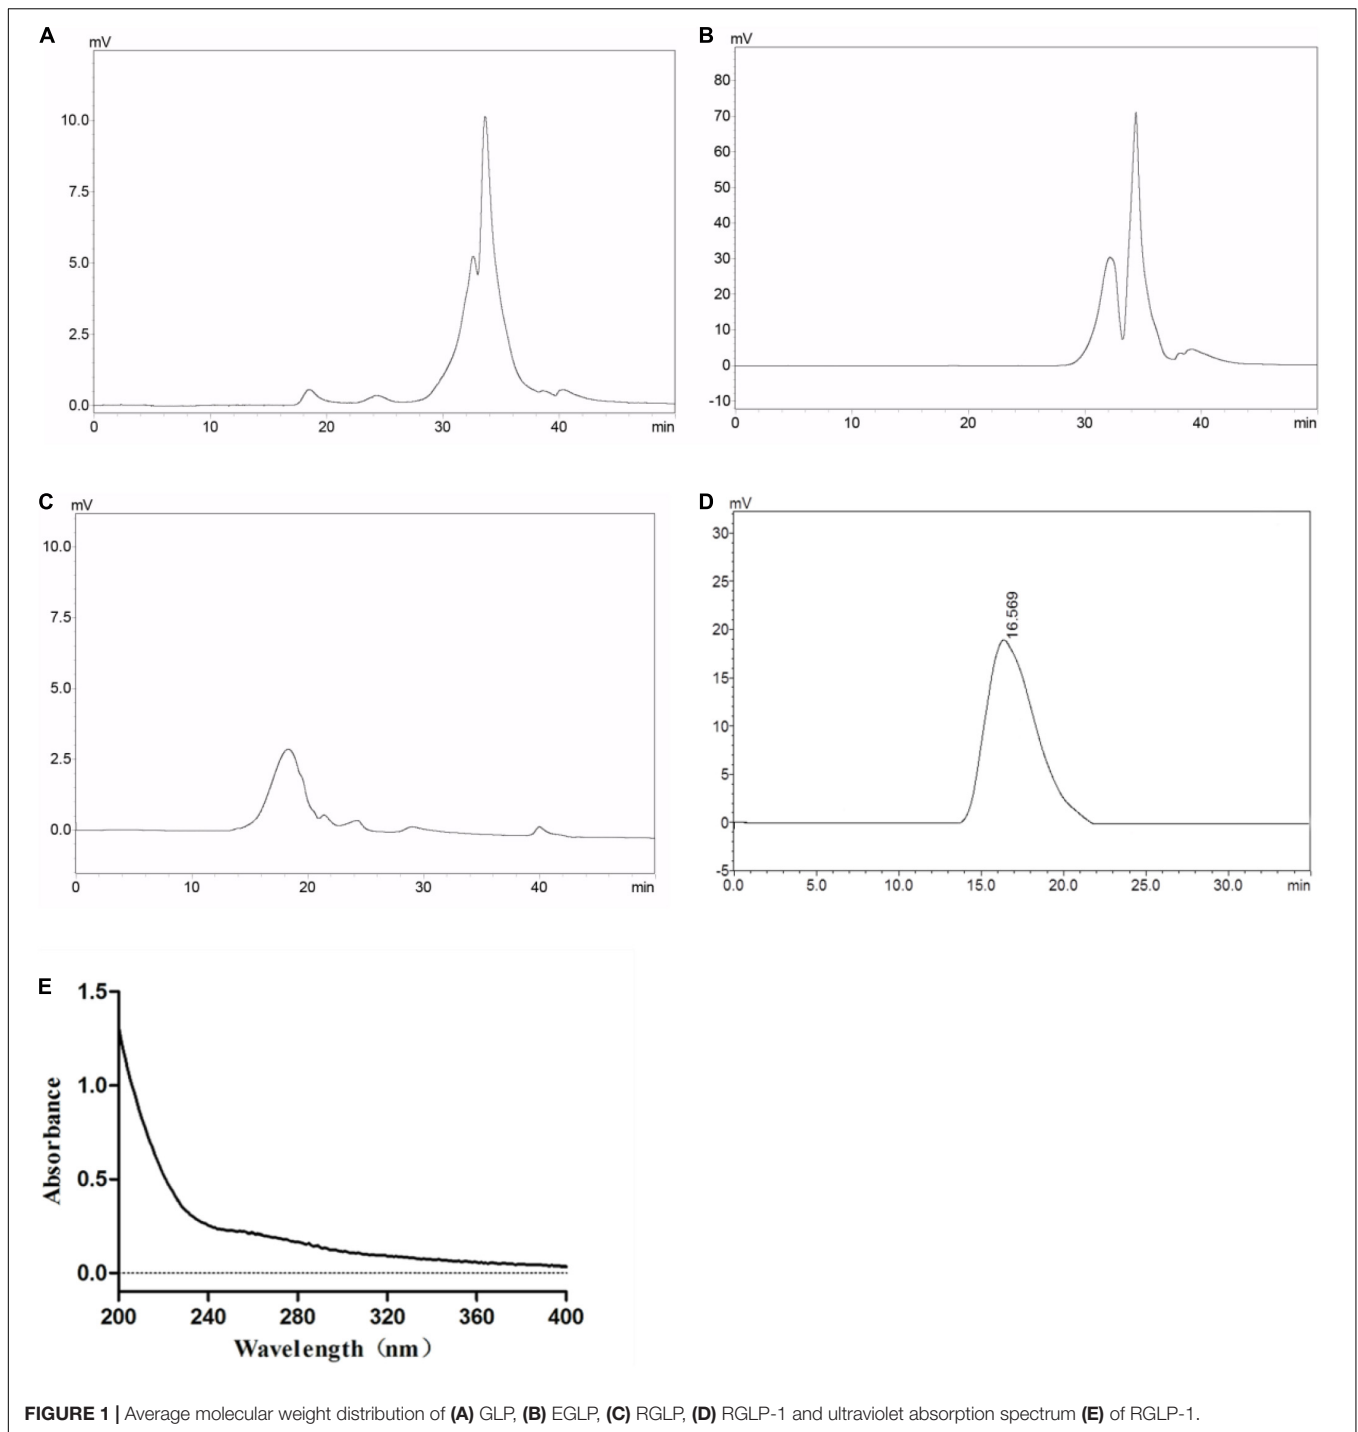 A
mV
10.0
7.5
5.0
2.5
0.0
0 10 20 30 40 min
B
mV
80
70
60
50
40
30
20
10
0
-10
0 10 20 30 40 min
C
mV
10.0
7.5
5.0
2.5
0.0
0 10 20 30 40 min
D
mV
30
25
20
15
10
5
0
-5
16.569
0.0 5.0 10.0 15.0 20.0 25.0 30.0 min
E
1.5
1.0
0.5
0.0
Absorbance
200 240 280 320 360 400
Wavelength（nm）
FIGURE 1 | Average molecular weight distribution of (A) GLP, (B) EGLP, (C) RGLP, (D) RGLP-1 and ultraviolet absorption spectrum (E) of RGLP-1.